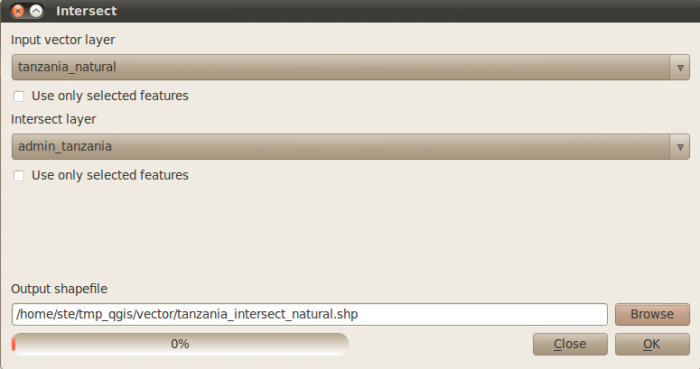 Intersect
Input vector layer
tanzania_natural
Use only selected features
Intersect layer
admin_tanzania
Use only selected features
Output shapefile
/home/ste/tmp_qgis/vector/tanzania_intersect_natural.shp Browse
0% Close OK